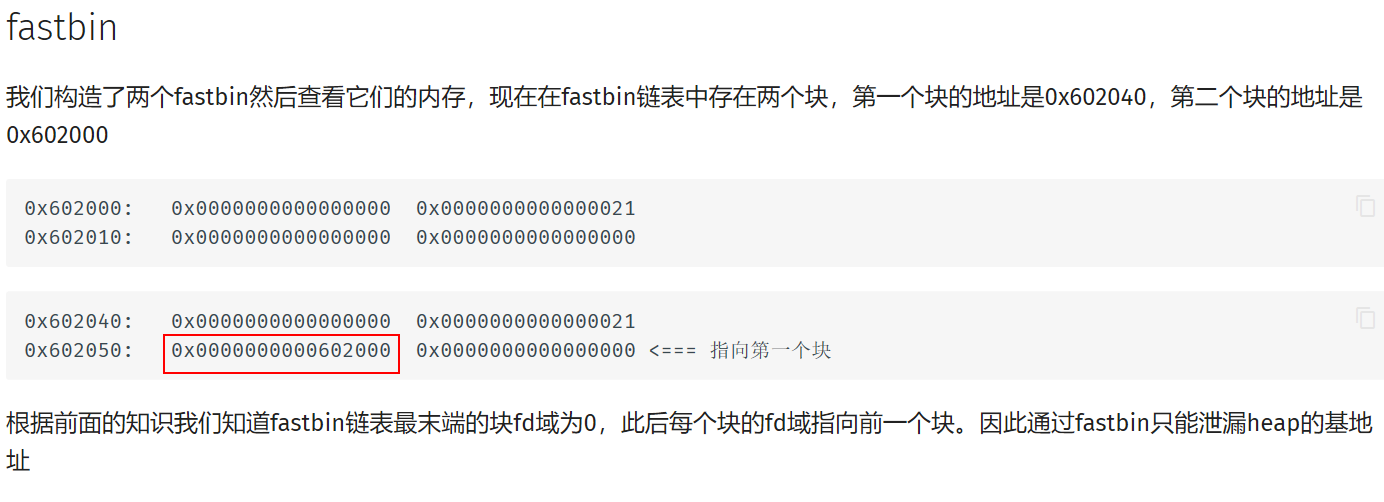 fastbin
我们构造了两个fastbin然后查看它们的内存，现在在fastbin链表中存在两个块，第一个块的地址是0x602040，第二个块的地址是
0x602000
0x602000:   0x0000000000000000  0x0000000000000021
0x602010:   0x0000000000000000  0x0000000000000000
0x602040:   0x0000000000000000  0x0000000000000021
0x602050:   0x0000000000602000  0x0000000000000000 <=== 指向第一个块
根据前面的知识我们知道fastbin链表最末端的块fd域为0，此后每个块的fd域指向前一个块。因此通过fastbin只能泄漏heap的基地
址